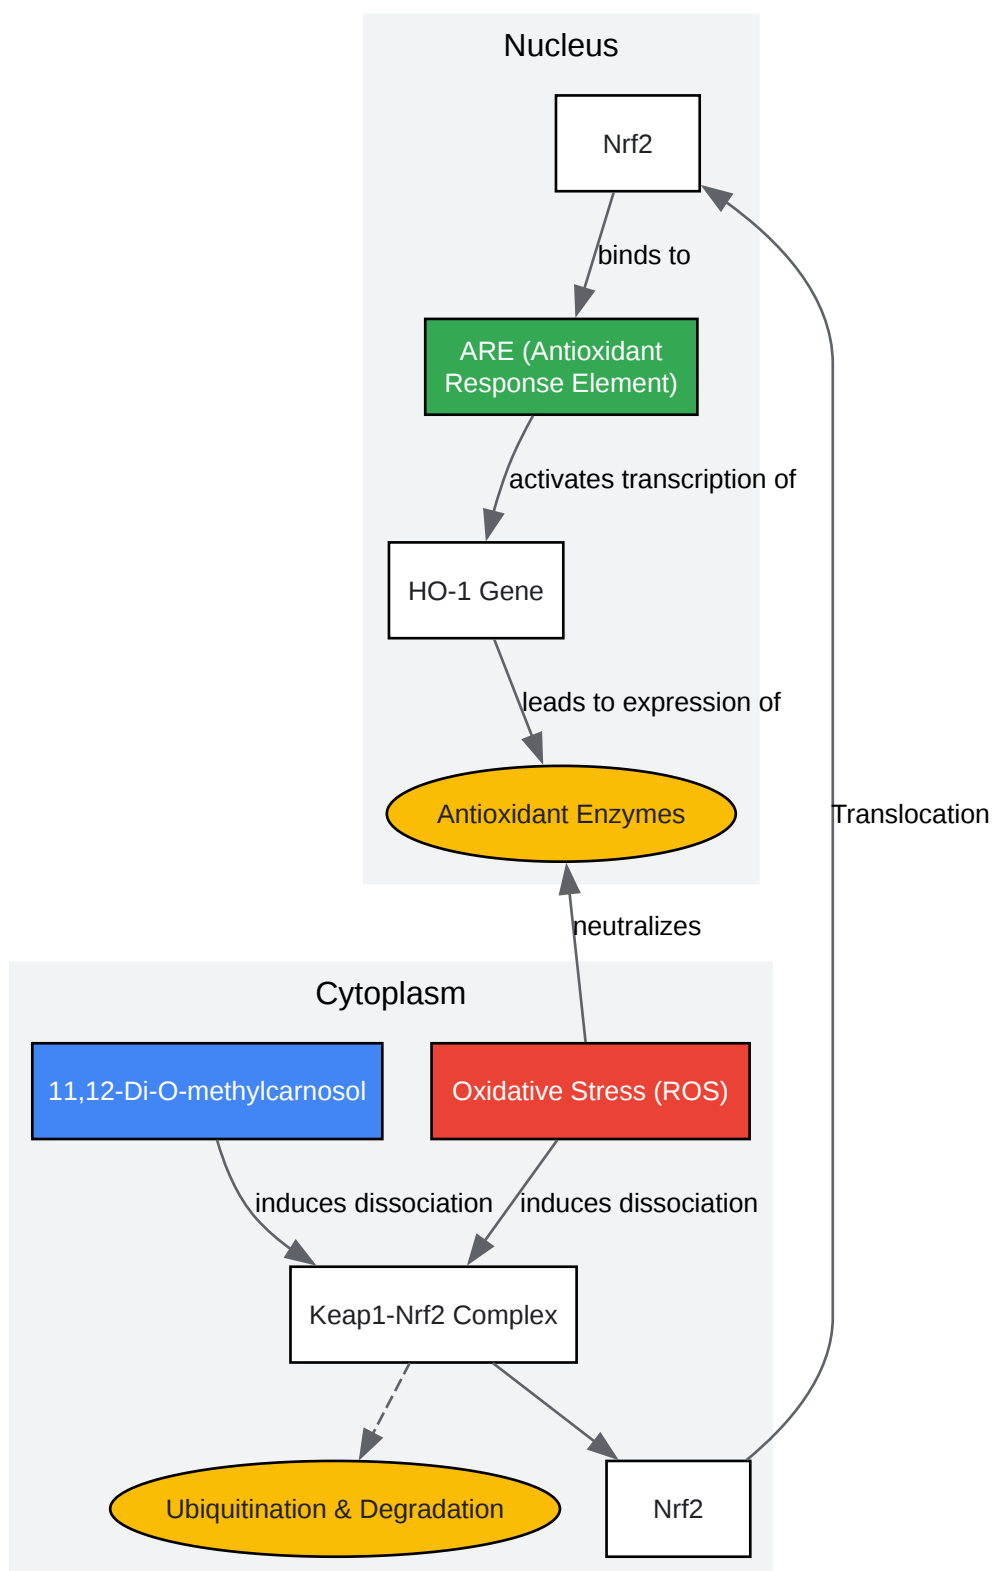 Nucleus
Nrf2
binds to
ARE (Antioxidant
Response Element)
activates transcription of
HO-1 Gene
leads to expression of
Antioxidant Enzymes
Translocation
neutralizes
Cytoplasm
11,12-Di-O-methylcarnosol
Oxidative Stress (ROS)
induces dissociation
induces dissociation
Keap1-Nrf2 Complex
Ubiquitination & Degradation
Nrf2